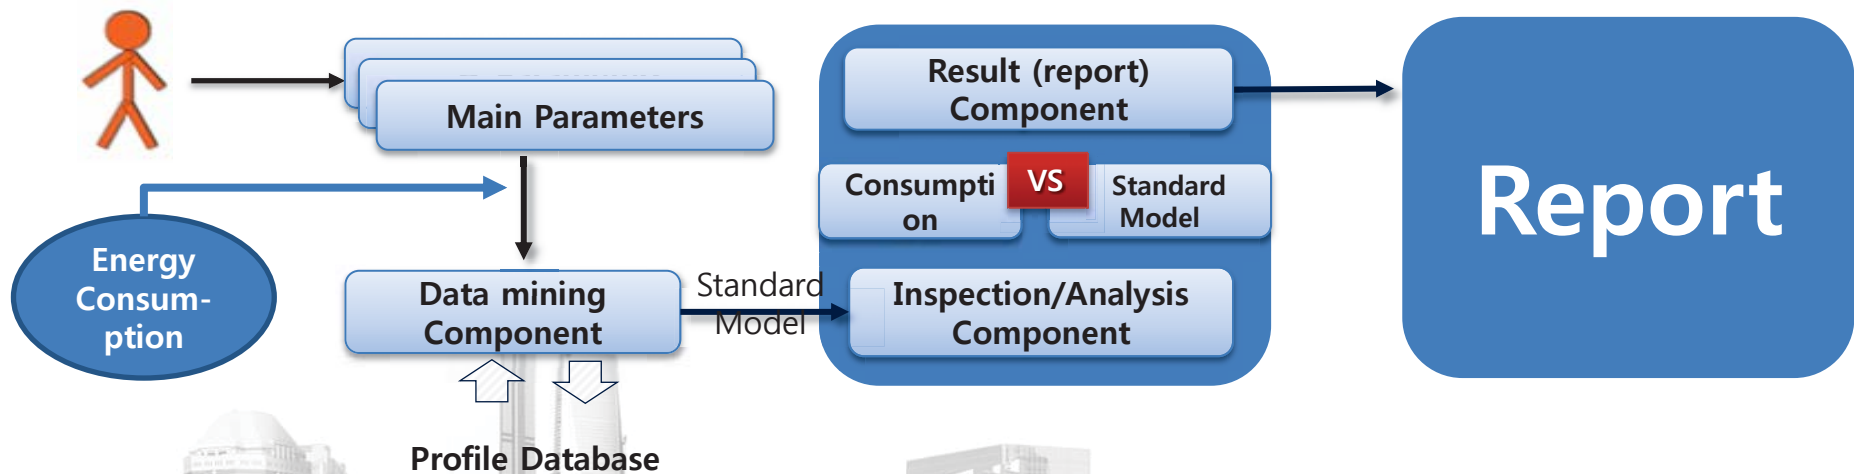 Main Parameters
Energy
Consum-
ption
Data mining
Component
Standard
Model
Profile Database
Result (report)
Component
Consumpti
on
VS
Standard
Model
Inspection/Analysis
Component
Report